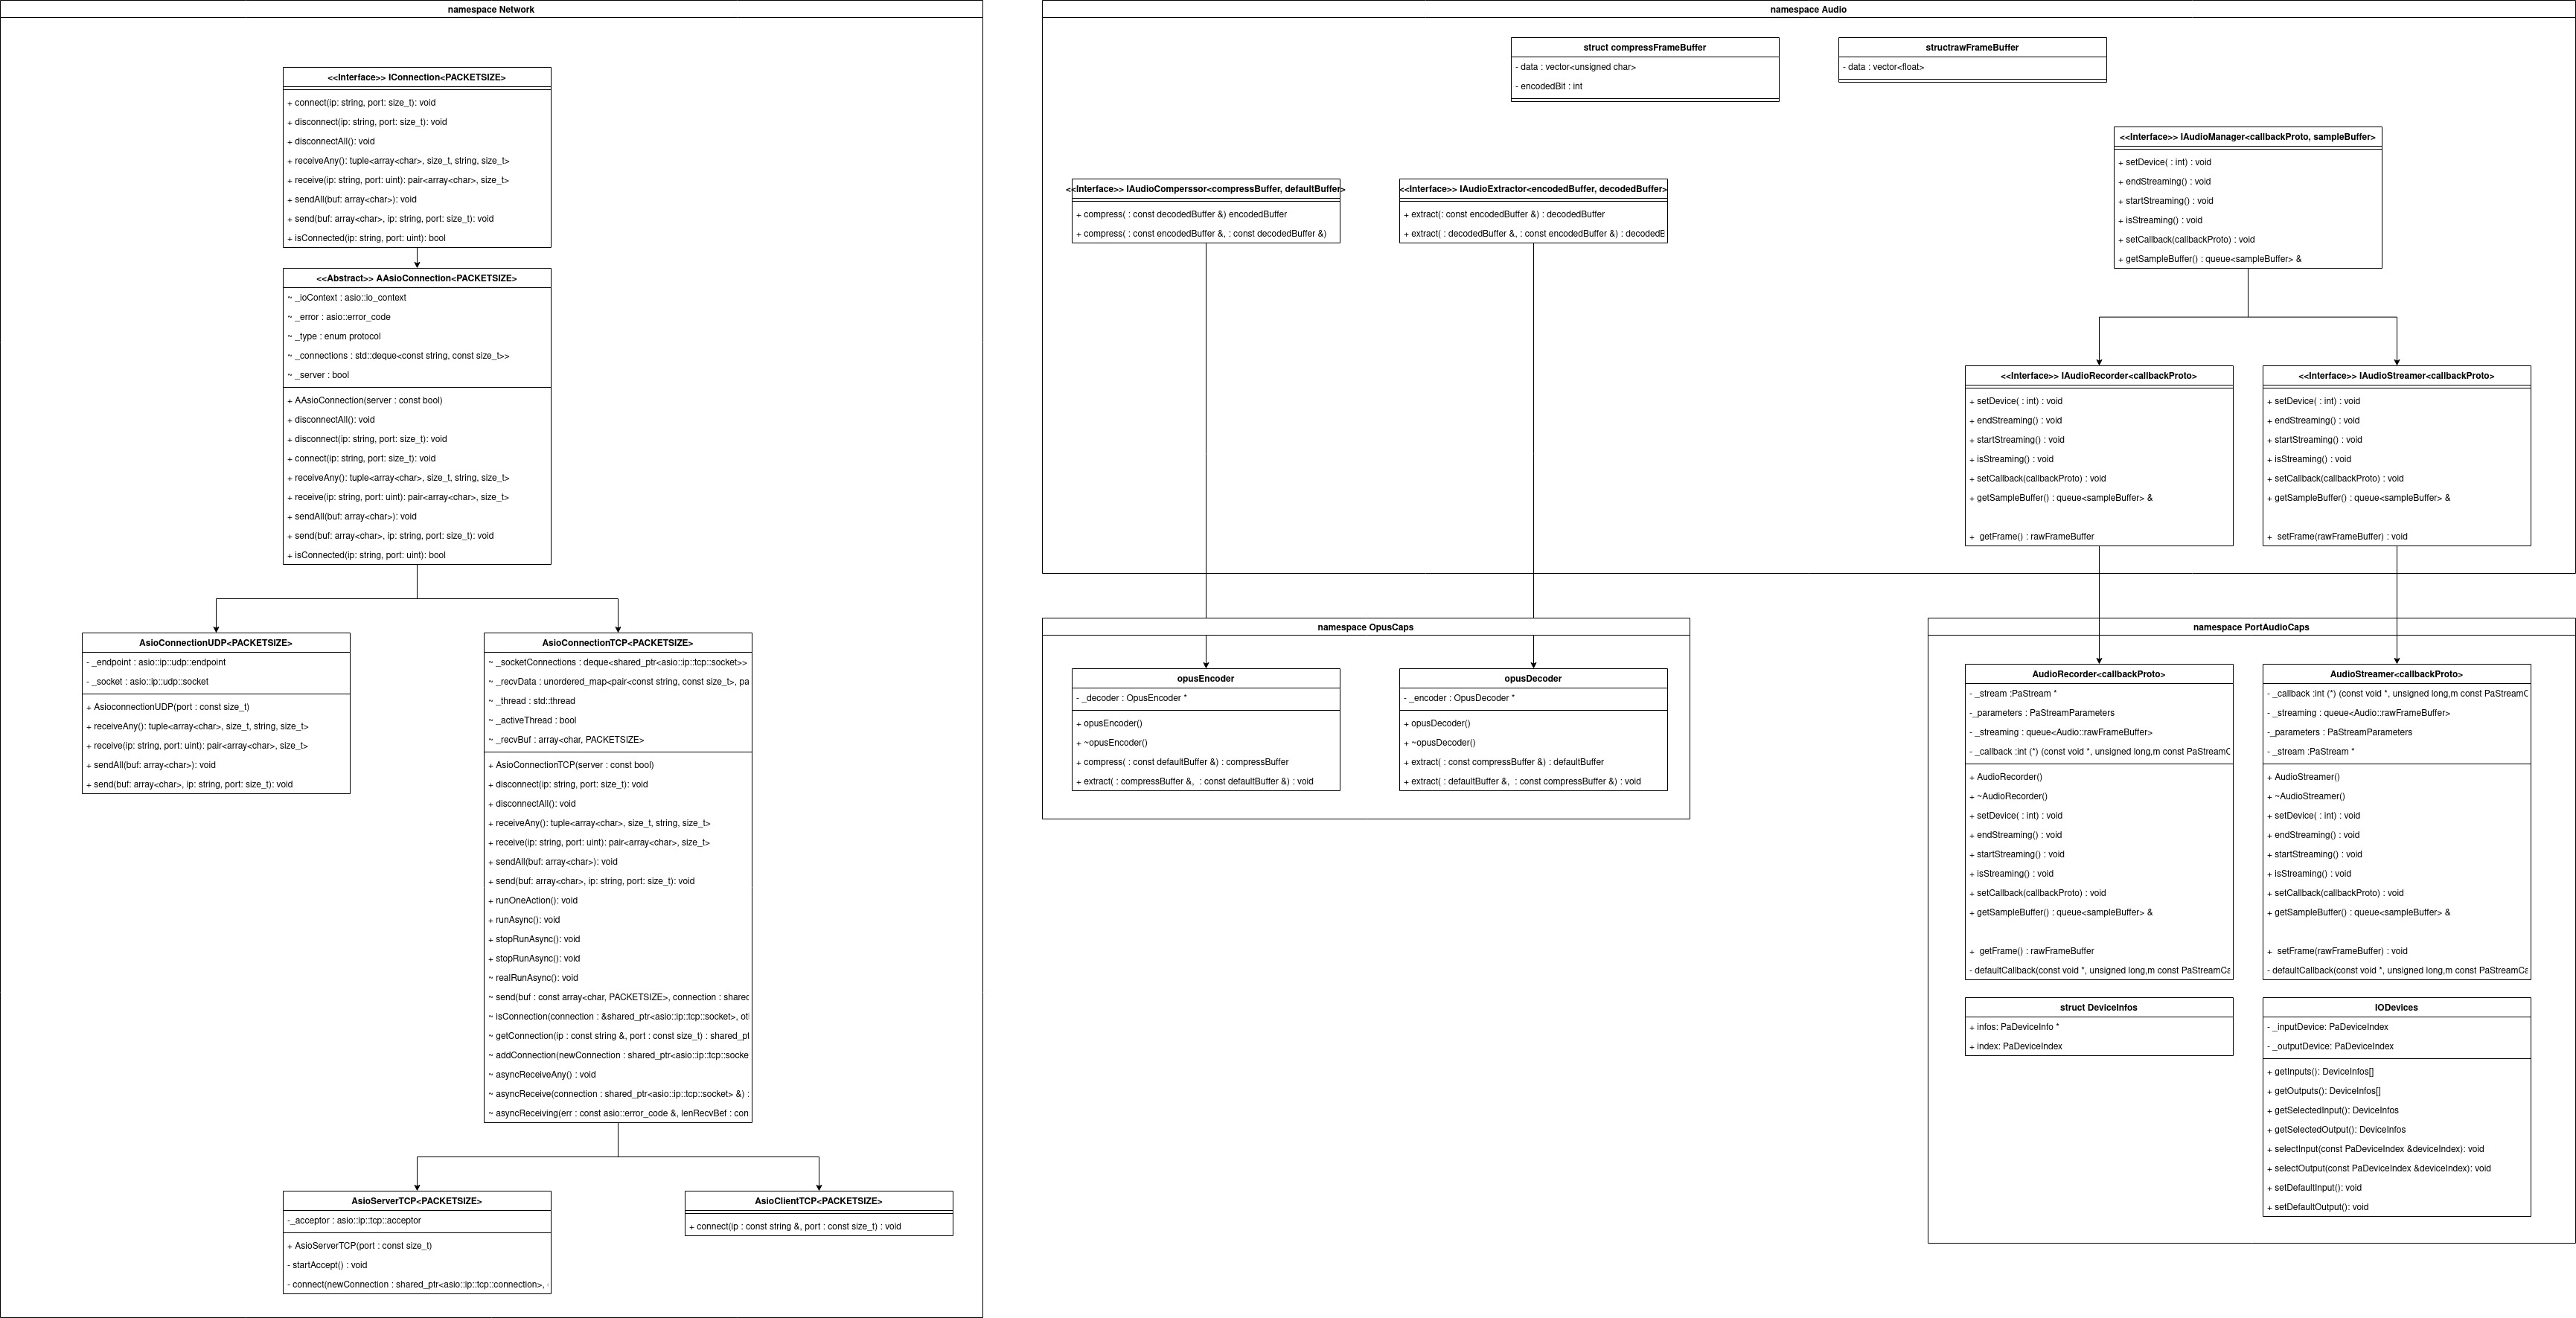 namespace Network
<<Interface>> IConnection<PACKETSIZE>
+ connect(ip: string, port: size_t): void
+ disconnect(ip: string, port: size_t): void
+ disconnectAll(): void
+ receiveAny(): tuple<array<char>, size_t, string, size_t>
+ receive(ip: string, port: uint): pair<array<char>, size_t>
+ sendAll(buf: array<char>): void
+ send(buf: array<char>, ip: string, port: size_t): void
+ isConnected(ip: string, port: uint): bool
<<Abstract>> AAsioConnection<PACKETSIZE>
~ _ioContext : asio::io_context
~ _error : asio::error_code
~ _type : enum protocol
~ _connections : std::deque<const string, const size_t>>
~ _server : bool
+ AAsioConnection(server : const bool)
+ disconnectAll(): void
+ disconnect(ip: string, port: size_t): void
+ connect(ip: string, port: size_t): void
+ receiveAny(): tuple<array<char>, size_t, string, size_t>
+ receive(ip: string, port: uint): pair<array<char>, size_t>
+ sendAll(buf: array<char>): void
+ send(buf: array<char>, ip: string, port: size_t): void
+ isConnected(ip: string, port: uint): bool
AsioConnectionUDP<PACKETSIZE>
- _endpoint : asio::ip::udp::endpoint
- _socket : asio::ip::udp::socket
+ AsioconnectionUDP(port : const size_t)
+ receiveAny(): tuple<array<char>, size_t, string, size_t>
+ receive(ip: string, port: uint): pair<array<char>, size_t>
+ sendAll(buf: array<char>): void
+ send(buf: array<char>, ip: string, port: size_t): void
AsioConnectionTCP<PACKETSIZE>
~ _socketConnections : deque<shared_ptr<asio::ip::tcp::socket>>
~ _recvData : unordered_map<pair<const string, const size_t>, pa
~ _thread : std::thread
~ _activeThread : bool
~ _recvBuf : array<char, PACKETSIZE>
+ AsioConnectionTCP(server : const bool)
+ disconnect(ip: string, port: size_t): void
+ disconnectAll(): void
+ receiveAny(): tuple<array<char>, size_t, string, size_t>
+ receive(ip: string, port: uint): pair<array<char>, size_t>
+ sendAll(buf: array<char>): void
+ send(buf: array<char>, ip: string, port: size_t): void
+ runOneAction(): void
+ runAsync(): void
+ stopRunAsync(): void
+ stopRunAsync(): void
~ realRunAsync(): void
~ send(buf : const array<char, PACKETSIZE>, connection : shared
~ isConnection(connection : &shared_ptr<asio::ip::tcp::socket>, ot
~ getConnection(ip : const string &, port : const size_t) : shared_pt
~ addConnection(newConnection : shared_ptr<asio::ip::tcp::socke
~ asyncReceiveAny() : void
~ asyncReceive(connection : shared_ptr<asio::ip::tcp::socket> &) :
~ asyncReceiving(err : const asio::error_code &, lenRecvBef : con
AsioServerTCP<PACKETSIZE>
-_acceptor : asio::ip::tcp::acceptor
+ AsioServerTCP(port : const size_t)
- startAccept() : void
- connect(newConnection : shared_ptr<asio::ip::tcp::connection>,
AsioClientTCP<PACKETSIZE>
+ connect(ip : const string &, port : const size_t) : void
namespace Audio
struct compressFrameBuffer
- data : vector<unsigned char>
- encodedBit : int
structrawFrameBuffer
- data : vector<float>
<<Interface>> IAudioComperssor<compressBuffer, defaultBuffer>
+ compress( : const decodedBuffer &) encodedBuffer
+ compress( : const encodedBuffer &, : const decodedBuffer &)
<<Interface>> IAudioExtractor<encodedBuffer, decodedBuffer>
+ extract(: const encodedBuffer &) : decodedBuffer
+ extract( : decodedBuffer &, : const encodedBuffer &) : decodedE
<<Interface>> IAudioManager<callbackProto, sampleBuffer>
+ setDevice( : int) : void
+ endStreaming() : void
+ startStreaming() : void
+ isStreaming() : void
+ setCallback(callbackProto) : void
+ getSampleBuffer() : queue<sampleBuffer> &
<<Interface>> IAudioRecorder<callbackProto>
+ setDevice( : int) : void
+ endStreaming() : void
+ startStreaming() : void
+ isStreaming() : void
+ setCallback(callbackProto) : void
+ getSampleBuffer() : queue<sampleBuffer> &
+ getFrame() : rawFrameBuffer
<<Interface>> IAudioStreamer<callbackProto>
+ setDevice( : int) : void
+ endStreaming() : void
+ startStreaming() : void
+ isStreaming() : void
+ setCallback(callbackProto) : void
+ getSampleBuffer() : queue<sampleBuffer> &
+ setFrame(rawFrameBuffer) : void
namespace OpusCaps
opusEncoder
- _decoder : OpusEncoder *
+ opusEncoder()
+ ~opusEncoder()
+ compress( : const defaultBuffer &) : compressBuffer
+ extract( : compressBuffer &, : const defaultBuffer &) : void
opusDecoder
- _encoder : OpusDecoder *
+ opusDecoder()
+ ~opusDecoder()
+ extract( : const compressBuffer &) : defaultBuffer
+ extract( : defaultBuffer &, : const compressBuffer &) : void
namespace PortAudioCaps
AudioRecorder<callbackProto>
- _stream :PaStream *
-_parameters : PaStreamParameters
- _streaming : queue<Audio::rawFrameBuffer>
- _callback :int (*) (const void *, unsigned long,m const PaStreamC
+ AudioRecorder()
+ ~AudioRecorder()
+ setDevice( : int) : void
+ endStreaming() : void
+ startStreaming() : void
+ isStreaming() : void
+ setCallback(callbackProto) : void
+ getSampleBuffer() : queue<sampleBuffer> &
+ getFrame() : rawFrameBuffer
- defaultCallback(const void *, unsigned long,m const PaStreamCa
AudioStreamer<callbackProto>
- _callback :int (*) (const void *, unsigned long,m const PaStreamC
- _streaming : queue<Audio::rawFrameBuffer>
-_parameters : PaStreamParameters
- _stream :PaStream *
+ AudioStreamer()
+ ~AudioStreamer()
+ setDevice( : int) : void
+ endStreaming() : void
+ startStreaming() : void
+ isStreaming() : void
+ setCallback(callbackProto) : void
+ getSampleBuffer() : queue<sampleBuffer> &
+ setFrame(rawFrameBuffer) : void
- defaultCallback(const void *, unsigned long,m const PaStreamCa
struct DeviceInfos
+ infos: PaDeviceInfo *
+ index: PaDeviceIndex
IODevices
- _inputDevice: PaDeviceIndex
- _outputDevice: PaDeviceIndex
+ getInputs(): DeviceInfos[]
+ getOutputs(): DeviceInfos[]
+ getSelectedInput(): DeviceInfos
+ getSelectedOutput(): DeviceInfos
+ selectInput(const PaDeviceIndex &deviceIndex): void
+ selectOutput(const PaDeviceIndex &deviceIndex): void
+ setDefaultInput(): void
+ setDefaultOutput(): void